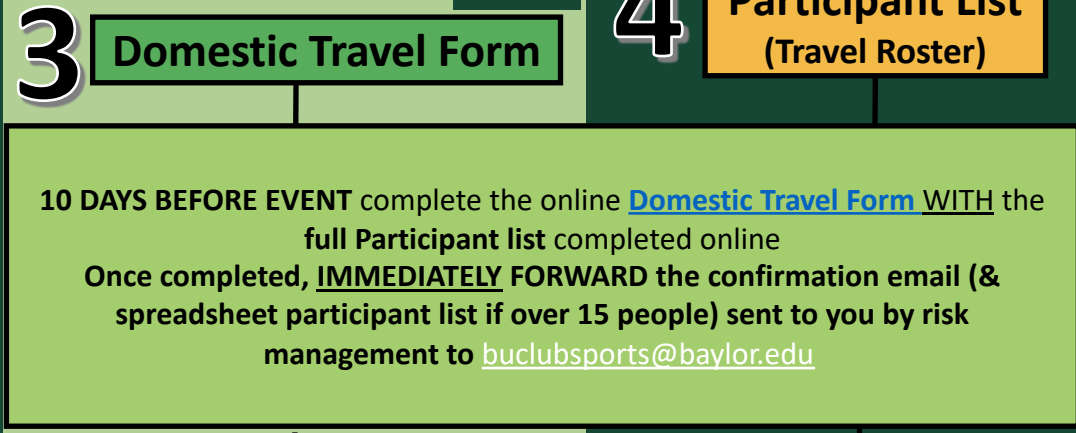 3
Domestic Travel Form
4
Participant List
(Travel Roster)
10 DAYS BEFORE EVENT complete the online Domestic Travel Form WITH the
full Participant list completed online
Once completed, IMMEDIATELY FORWARD the confirmation email (&
spreadsheet participant list if over 15 people) sent to you by risk
management to buclubsports@baylor.edu